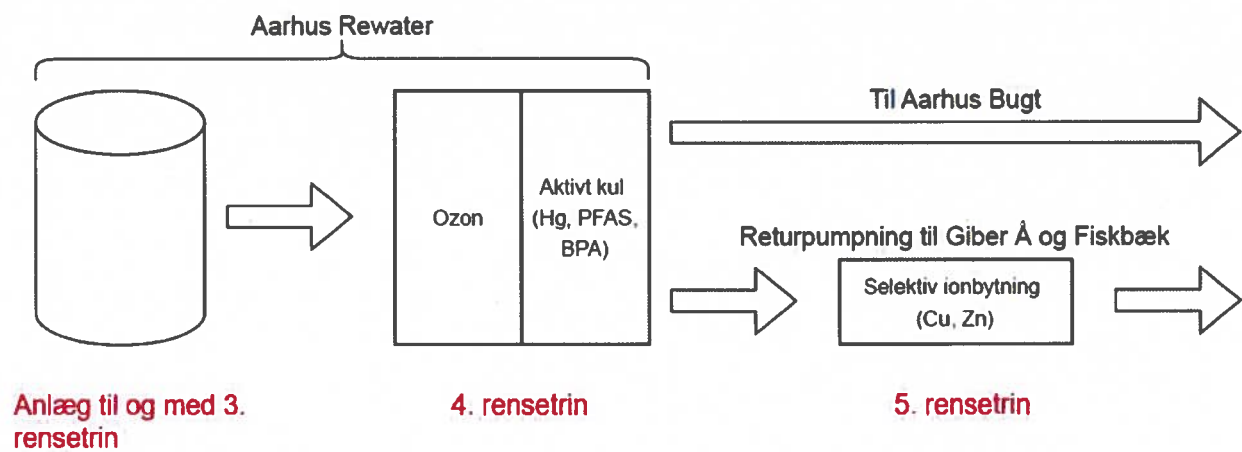 Aarhus Rewater
Ozon
Aktivt kul
(Hg, PFAS,
BPA)
Til Aarhus Bugt
Returpumpning til Giber Å og Fiskbæk
Selektiv ionbytning
(Cu, Zn)
Anlæg til og med 3.
rensetrin
4. rensetrin
5. rensetrin